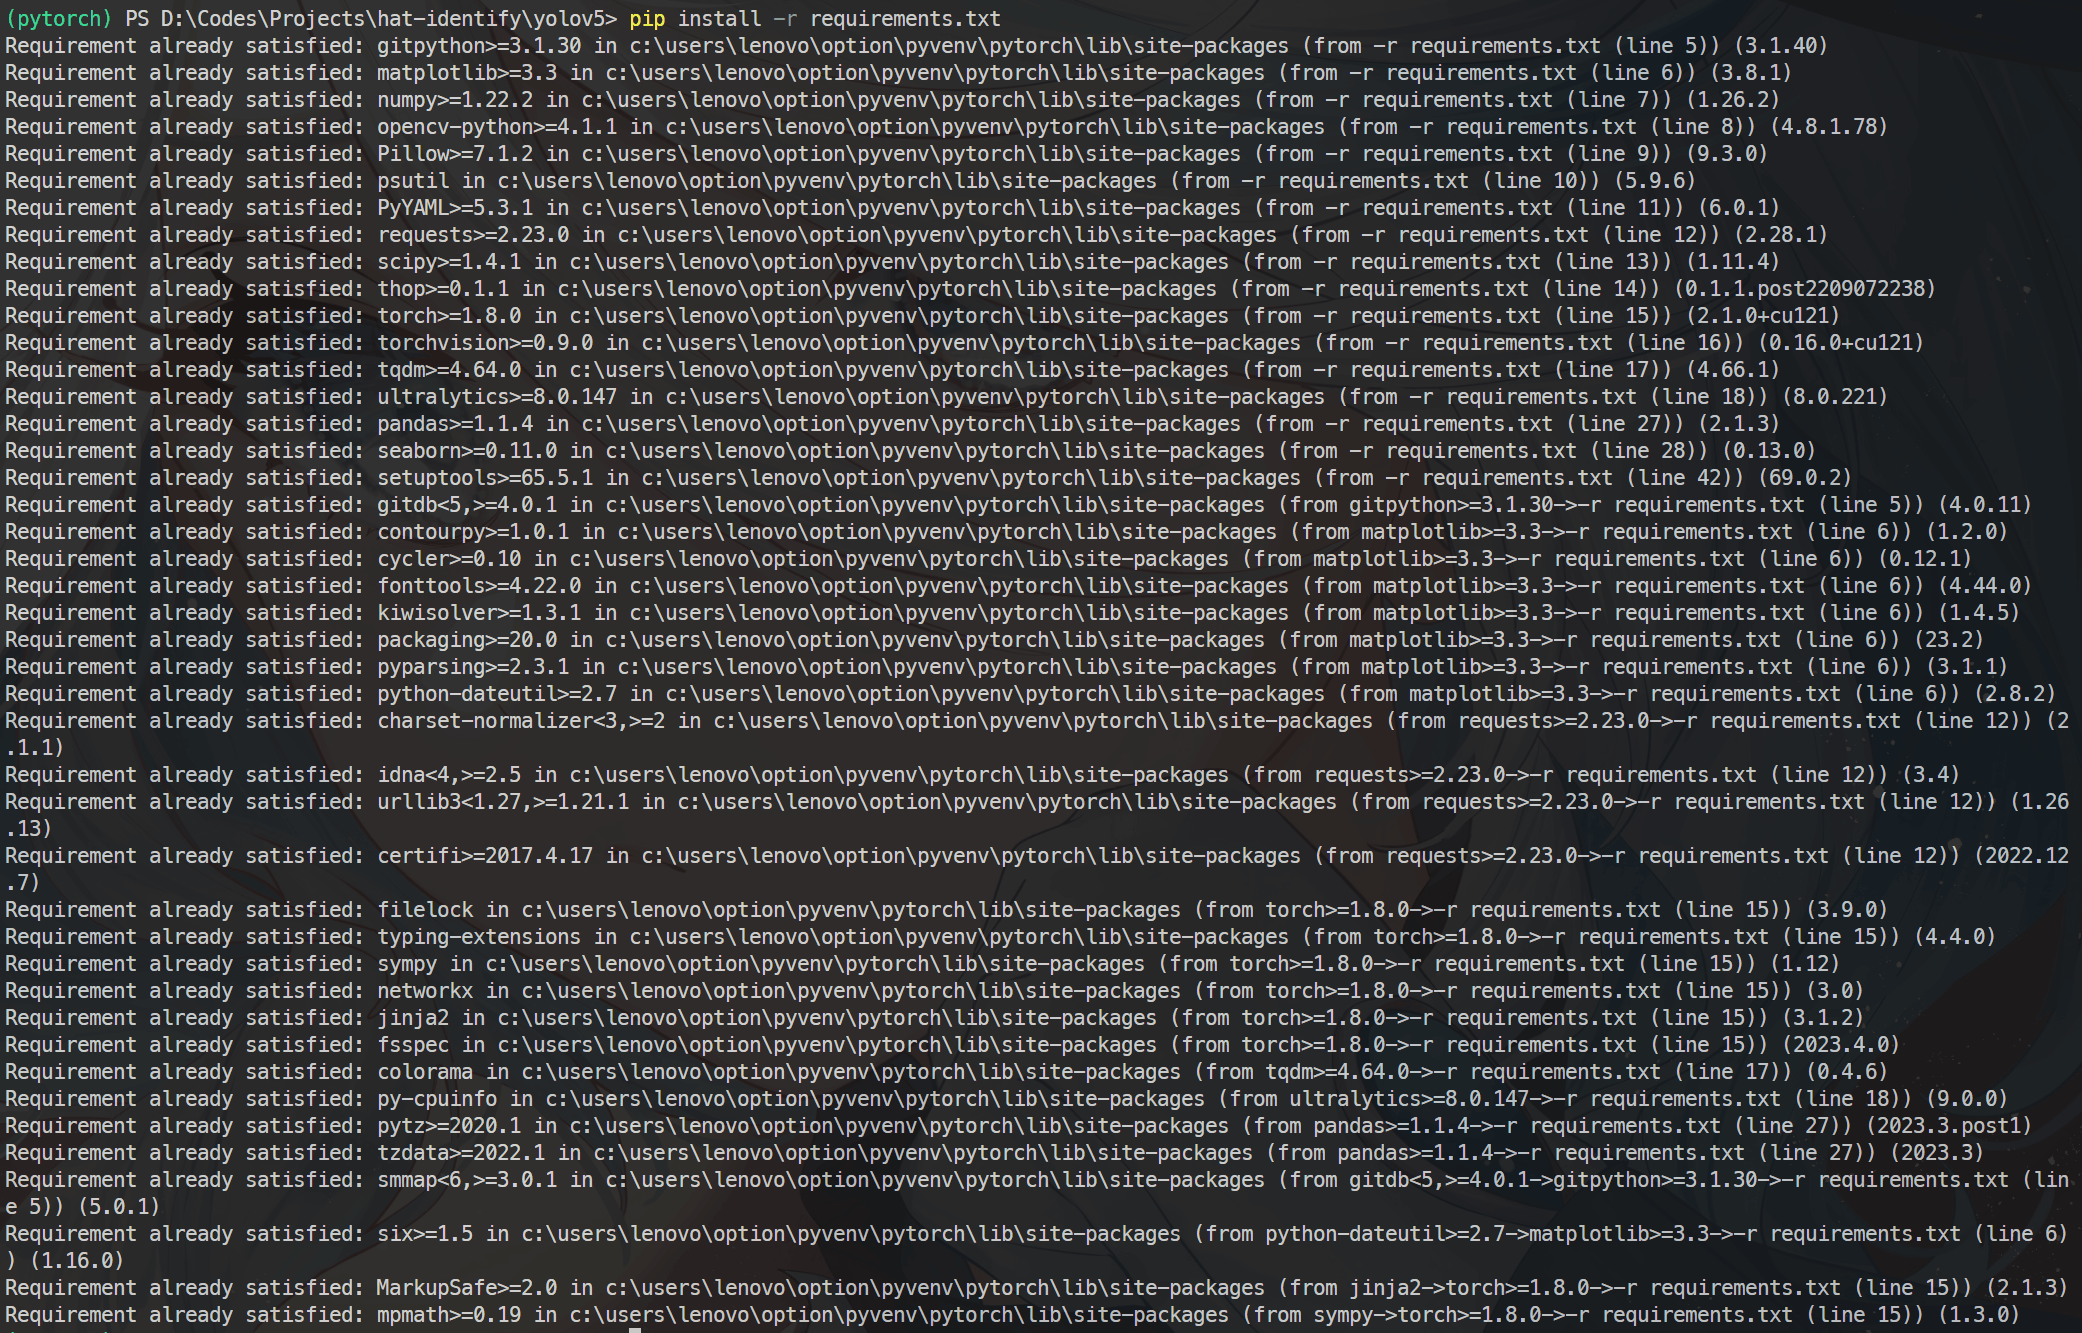 (pytorch) PS D:\Codes\Projects\hat-identify\yolov5> pip install -r requirements.txt
Requirement already satisfied: gitpython>=3.1.30 in c:\users\lenovo\option\pyvenv\pytorch\lib\site-packages (from -r requirements.txt (line 5)) (3.1.40)
Requirement already satisfied: matplotlib>=3.3 in c:\users\lenovo\option\pyvenv\pytorch\lib\site-packages (from -r requirements.txt (line 6)) (3.8.1)
Requirement already satisfied: numpy>=1.22.2 in c:\users\lenovo\option\pyvenv\pytorch\lib\site-packages (from -r requirements.txt (line 7)) (1.26.2)
Requirement already satisfied: opencv-python>=4.1.1 in c:\users\lenovo\option\pyvenv\pytorch\lib\site-packages (from -r requirements.txt (line 8)) (4.8.1.78)
Requirement already satisfied: Pillow>=7.1.2 in c:\users\lenovo\option\pyvenv\pytorch\lib\site-packages (from -r requirements.txt (line 9)) (9.3.0)
Requirement already satisfied: psutil in c:\users\lenovo\option\pyvenv\pytorch\lib\site-packages (from -r requirements.txt (line 10)) (5.9.6)
Requirement already satisfied: PyYAML>=5.3.1 in c:\users\lenovo\option\pyvenv\pytorch\lib\site-packages (from -r requirements.txt (line 11)) (6.0.1)
Requirement already satisfied: requests>=2.23.0 in c:\users\lenovo\option\pyvenv\pytorch\lib\site-packages (from -r requirements.txt (line 12)) (2.28.1)
Requirement already satisfied: scipy>=1.4.1 in c:\users\lenovo\option\pyvenv\pytorch\lib\site-packages (from -r requirements.txt (line 13)) (1.11.4)
Requirement already satisfied: thop>=0.1.1 in c:\users\lenovo\option\pyvenv\pytorch\lib\site-packages (from -r requirements.txt (line 14)) (0.1.1.post2209072238)
Requirement already satisfied: torch>=1.8.0 in c:\users\lenovo\option\pyvenv\pytorch\lib\site-packages (from -r requirements.txt (line 15)) (2.1.0+cu121)
Requirement already satisfied: torchvision>=0.9.0 in c:\users\lenovo\option\pyvenv\pytorch\lib\site-packages (from -r requirements.txt (line 16)) (0.16.0+cu121)
Requirement already satisfied: tqdm>=4.64.0 in c:\users\lenovo\option\pyvenv\pytorch\lib\site-packages (from -r requirements.txt (line 17)) (4.66.1)
Requirement already satisfied: ultralytics>=8.0.147 in c:\users\lenovo\option\pyvenv\pytorch\lib\site-packages (from -r requirements.txt (line 18)) (8.0.221)
Requirement already satisfied: pandas>=1.1.4 in c:\users\lenovo\option\pyvenv\pytorch\lib\site-packages (from -r requirements.txt (line 27)) (2.1.3)
Requirement already satisfied: seaborn>=0.11.0 in c:\users\lenovo\option\pyvenv\pytorch\lib\site-packages (from -r requirements.txt (line 28)) (0.13.0)
Requirement already satisfied: setuptools>=65.5.1 in c:\users\lenovo\option\pyvenv\pytorch\lib\site-packages (from -r requirements.txt (line 42)) (69.0.2)
Requirement already satisfied: gitdb<5,>=4.0.1 in c:\users\lenovo\option\pyvenv\pytorch\lib\site-packages (from gitpython>=3.1.30->-r requirements.txt (line 5)) (4.0.11)
Requirement already satisfied: contourpy>=1.0.1 in c:\users\lenovo\option\pyvenv\pytorch\lib\site-packages (from matplotlib>=3.3->-r requirements.txt (line 6)) (1.2.0)
Requirement already satisfied: cycler>=0.10 in c:\users\lenovo\option\pyvenv\pytorch\lib\site-packages (from matplotlib>=3.3->-r requirements.txt (line 6)) (0.12.1)
Requirement already satisfied: fonttools>=4.22.0 in c:\users\lenovo\option\pyvenv\pytorch\lib\site-packages (from matplotlib>=3.3->-r requirements.txt (line 6)) (4.44.0)
Requirement already satisfied: kiwisolver>=1.3.1 in c:\users\lenovo\option\pyvenv\pytorch\lib\site-packages (from matplotlib>=3.3->-r requirements.txt (line 6)) (1.4.5)
Requirement already satisfied: packaging>=20.0 in c:\users\lenovo\option\pyvenv\pytorch\lib\site-packages (from matplotlib>=3.3->-r requirements.txt (line 6)) (23.2)
Requirement already satisfied: pyparsing>=2.3.1 in c:\users\lenovo\option\pyvenv\pytorch\lib\site-packages (from matplotlib>=3.3->-r requirements.txt (line 6)) (3.1.1)
Requirement already satisfied: python-dateutil>=2.7 in c:\users\lenovo\option\pyvenv\pytorch\lib\site-packages (from matplotlib>=3.3->-r requirements.txt (line 6)) (2.8.2)
Requirement already satisfied: charset-normalizer<3,>=2 in c:\users\lenovo\option\pyvenv\pytorch\lib\site-packages (from requests>=2.23.0->-r requirements.txt (line 12)) (2
.1.1)
Requirement already satisfied: idna<4,>=2.5 in c:\users\lenovo\option\pyvenv\pytorch\lib\site-packages (from requests>=2.23.0->-r requirements.txt (line 12)) (3.4)
Requirement already satisfied: urllib3<1.27,>=1.21.1 in c:\users\lenovo\option\pyvenv\pytorch\lib\site-packages (from requests>=2.23.0->-r requirements.txt (line 12)) (1.26
.13)
Requirement already satisfied: certifi>=2017.4.17 in c:\users\lenovo\option\pyvenv\pytorch\lib\site-packages (from requests>=2.23.0->-r requirements.txt (line 12)) (2022.12
.7)
Requirement already satisfied: filelock in c:\users\lenovo\option\pyvenv\pytorch\lib\site-packages (from torch>=1.8.0->-r requirements.txt (line 15)) (3.9.0)
Requirement already satisfied: typing-extensions in c:\users\lenovo\option\pyvenv\pytorch\lib\site-packages (from torch>=1.8.0->-r requirements.txt (line 15)) (4.4.0)
Requirement already satisfied: sympy in c:\users\lenovo\option\pyvenv\pytorch\lib\site-packages (from torch>=1.8.0->-r requirements.txt (line 15)) (1.12)
Requirement already satisfied: networkx in c:\users\lenovo\option\pyvenv\pytorch\lib\site-packages (from torch>=1.8.0->-r requirements.txt (line 15)) (3.0)
Requirement already satisfied: jinja2 in c:\users\lenovo\option\pyvenv\pytorch\lib\site-packages (from torch>=1.8.0->-r requirements.txt (line 15)) (3.1.2)
Requirement already satisfied: fsspec in c:\users\lenovo\option\pyvenv\pytorch\lib\site-packages (from torch>=1.8.0->-r requirements.txt (line 15)) (2023.4.0)
Requirement already satisfied: colorama in c:\users\lenovo\option\pyvenv\pytorch\lib\site-packages (from tqdm>=4.64.0->-r requirements.txt (line 17)) (0.4.6)
Requirement already satisfied: py-cpuinfo in c:\users\lenovo\option\pyvenv\pytorch\lib\site-packages (from ultralytics>=8.0.147->-r requirements.txt (line 18)) (9.0.0)
Requirement already satisfied: pytz>=2020.1 in c:\users\lenovo\option\pyvenv\pytorch\lib\site-packages (from pandas>=1.1.4->-r requirements.txt (line 27)) (2023.3.post1)
Requirement already satisfied: tzdata>=2022.1 in c:\users\lenovo\option\pyvenv\pytorch\lib\site-packages (from pandas>=1.1.4->-r requirements.txt (line 27)) (2023.3)
Requirement already satisfied: smmap<6,>=3.0.1 in c:\users\lenovo\option\pyvenv\pytorch\lib\site-packages (from gitdb<5,>=4.0.1->gitpython>=3.1.30->-r requirements.txt (lin
e 5)) (5.0.1)
Requirement already satisfied: six>=1.5 in c:\users\lenovo\option\pyvenv\pytorch\lib\site-packages (from python-dateutil>=2.7->matplotlib>=3.3->-r requirements.txt (line 6)
) (1.16.0)
Requirement already satisfied: MarkupSafe>=2.0 in c:\users\lenovo\option\pyvenv\pytorch\lib\site-packages (from jinja2->torch>=1.8.0->-r requirements.txt (line 15)) (2.1.3)
Requirement already satisfied: mpmath>=0.19 in c:\users\lenovo\option\pyvenv\pytorch\lib\site-packages (from sympy->torch>=1.8.0->-r requirements.txt (line 15)) (1.3.0)